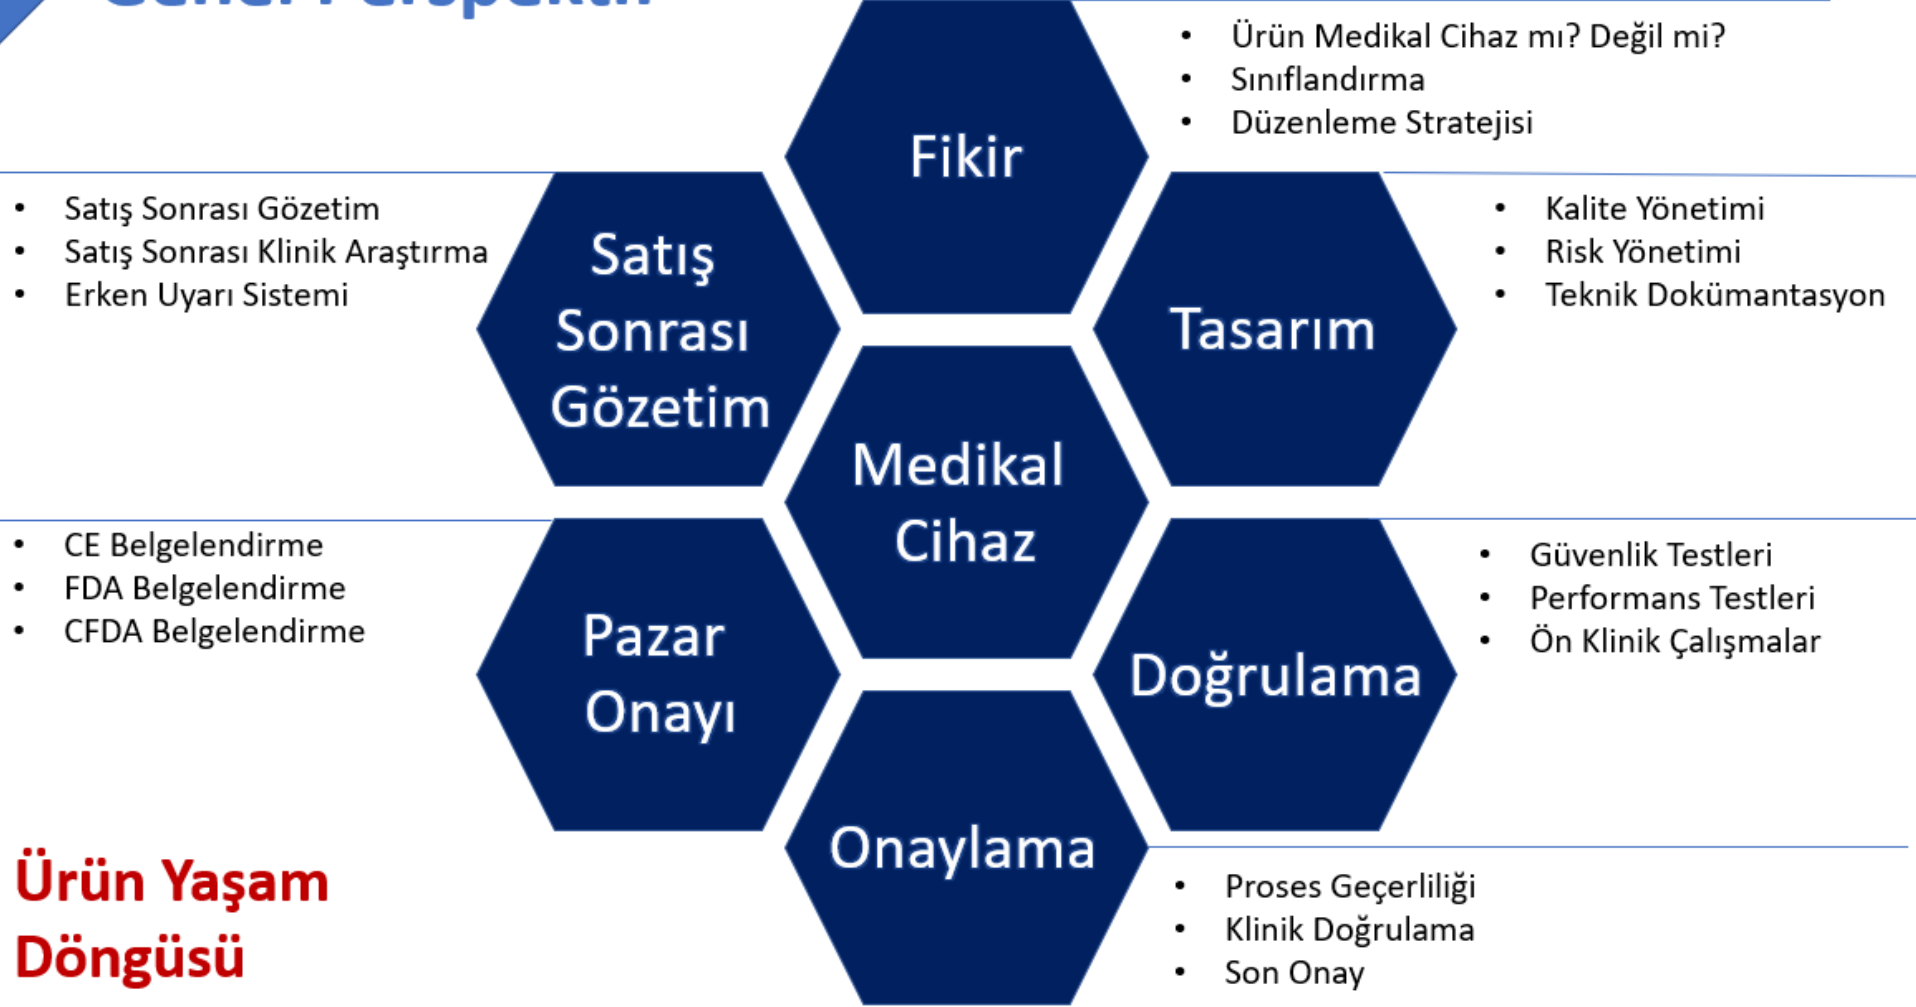 Genel Perspektif
Fikir
• Ürün Medikal Cihaz mı? Değil mi?
• Sınıflandırma
• Düzenleme Stratejisi
Tasarım
• Kalite Yönetimi
• Risk Yönetimi
• Teknik Dokümantasyon
Doğrulama
• Güvenlik Testleri
• Performans Testleri
• Ön Klinik Çalışmalar
Onaylama
• Proses Geçerliliği
• Klinik Doğrulama
• Son Onay
Pazar
Onayı
• CE Belgelendirme
• FDA Belgelendirme
• CFDA Belgelendirme
Satış
Sonrası
Gözetim
• Satış Sonrası Gözetim
• Satış Sonrası Klinik Araştırma
• Erken Uyarı Sistemi
Medikal
Cihaz
Ürün Yaşam
Döngüsü